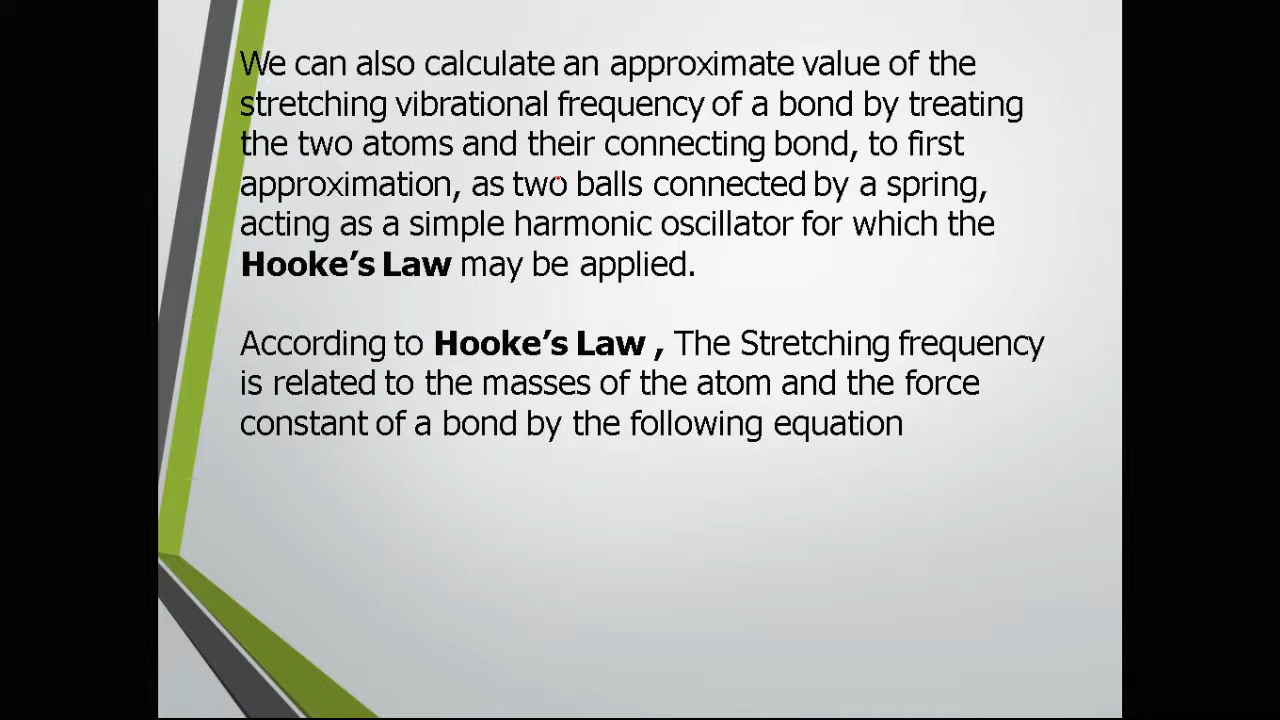 We can also calculate an approximate value of the
stretching vibrational frequency of a bond by treating
the two atoms and their connecting bond, to first
approximation, as two balls connected by a spring,
acting as a simple harmonic oscillator for which the
Hooke’s Law may be applied.
According to Hooke’s Law , The Stretching frequency
is related to the masses of the atom and the force
constant of a bond by the following equation